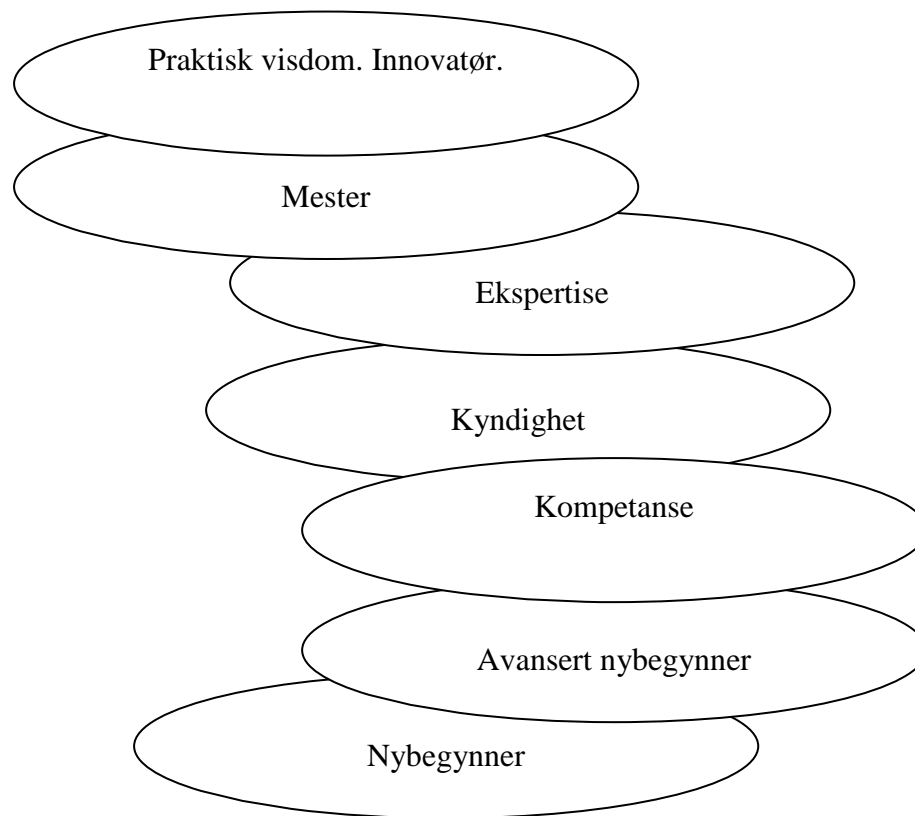 Praktisk visdom. Innovatør.
Mester
Ekspertise
Kyndighet
Kompetanse
Avansert nybegynner
Nybegynner